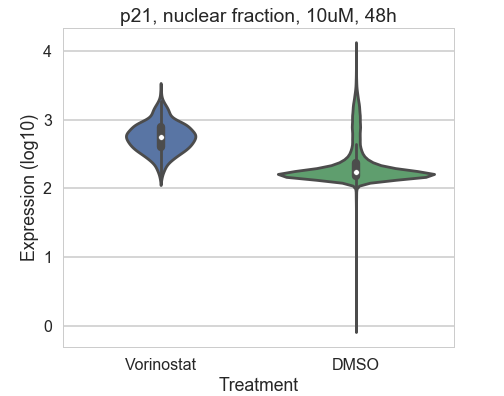 p21, nuclear fraction, 10uM, 48h
Expression (log10)
4
3
2
1
0
Vorinostat
DMSO
Treatment